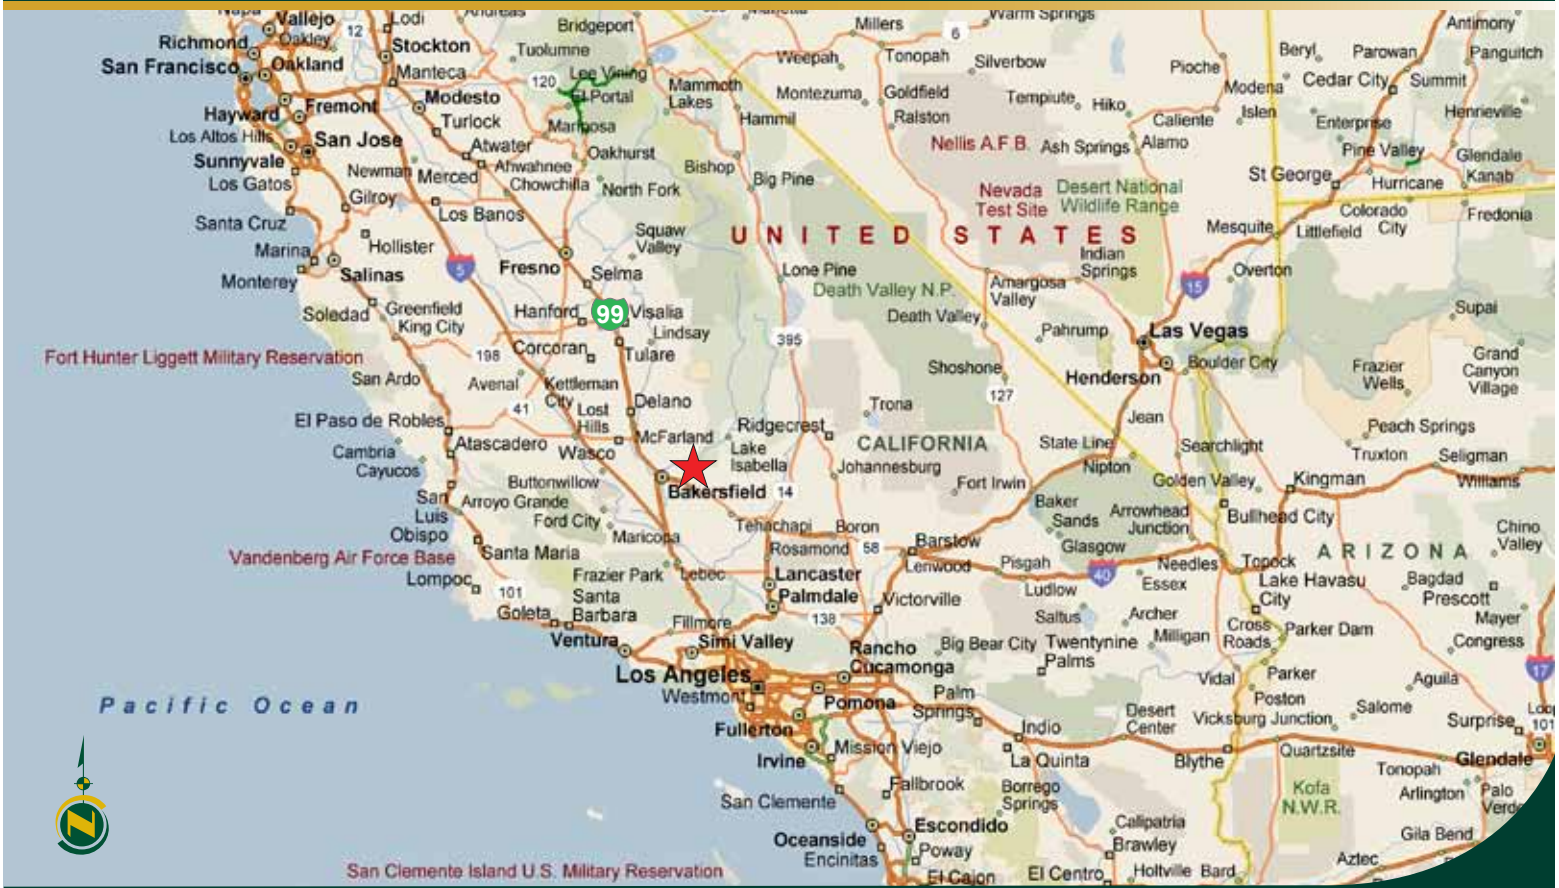 Vallejo
Lodi
Bridgeport
Millers
6
Warm Springs
Antimony
Richmond
Oakley
12
Stockton
Tuolumne
Weepah
Tonopah
Silverbow
Beryl
Parowan
Panguitch
San Francisco
Oakland
Manteca
120
Lee Vining
Mammoth
Lakes
Pioche
Modena
Cedar City
Summit
Hayward
Fremont
Modesto
El Portal
Montezuma
Goldfield
Tempiute
Hiko
Islen
Henrieville
Los Altos Hills
San Jose
Turlock
Mariposa
Hammil
Ralston
Caliente
Enterprise
Sunnyvale
Atwater
Oakhurst
Nellis A.F.B.
Ash Springs
Alamo
Pine Valley
Glendale
Los Gatos
Newman
Merced
Ahwahnee
Chowchilla
North Fork
Bishop
Big Pine
Nevada
Test Site
Desert National
Wildlife Range
St George
Hurricane
Kanab
Gilroy
Los Banos
Colorado
City
Fredonia
Santa Cruz
Squaw
Valley
UNITED STATES
Mesquite
Littlefield
Marina
Hollister
Monterey
Salinas
5
Fresno
Selma
Lone Pine
Indian
Springs
Overton
Soledad
Greenfield
King City
Hanford
99
Visalia
Death Valley N.P.
Amargosa
Valley
15
Supai
Lindsay
Death Valley
Pahrump
Las Vegas
Fort Hunter Liggett Military Reservation
198
Corcoran
Tulare
395
Boulder City
Grand
Canyon
Village
San Ardo
Avenal
Kettleman
City
Shoshone
Henderson
Frazier
Wells
41
Lost
Hills
Delano
Trona
127
Jean
El Paso de Robles
McFarland
Ridgecrest
CALIFORNIA
State Line
Searchlight
Peach Springs
Atascadero
Wasco
Lake
Isabella
Johannesburg
Nipton
Truxton
Seligman
Cambria
Cayucos
Buttonwillow
Bakersfield
14
Fort Irwin
Golden Valley
Kingman
Williams
San
Luis
Obispo
Arroyo Grande
Ford City
Baker
Sands
Arrowhead
Junction
Bullhead City
Chino
Valley
Maricopa
Tehachapi
Boron
Glasgow
Vandenberg Air Force Base
Santa Maria
Rosamond
58
Barstow
Lenwood
Pisgah
Needles
Topock
ARIZONA
Lompoc
Frazier Park
Lebec
Lancaster
Ludlow
40
Essex
Lake Havasu
City
Bagdad
Prescott
101
Goleta
Santa
Barbara
Palmdale
138
Victorville
Saltus
Archer
Mayer
Ventura
Fillmore
Simi Valley
Rancho
Cucamonga
Big Bear City
Twentynine
Palms
Milligan
Cross
Roads
Parker Dam
Congress
Los Angeles
Westmont
Vidal
Parker
Aguila
17
Pacific Ocean
Pomona
Palm
Springs
Poston
Fullerton
Indio
Desert
Center
Vicksburg Junction
Salome
Surprise
101
Irvine
Mission Viejo
La Quinta
Blythe
Quartzsite
Glendale
San Clemente
Fallbrook
Borrego
Springs
Kofa
N.W.R.
Tonopah
Arlington
Palo
N
Oceanside
Escondido
Calipatria
Gila Bend
Encinitas
Poway
Brawley
San Clemente Island U.S. Military Reservation
El Cajon
El Centro
Holtville
Bard
Aztec